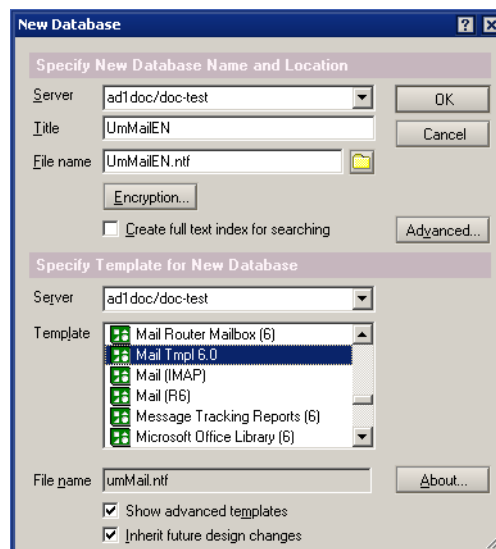 New Database
Specify New Database Name and Location
Server ad1doc/doc-test OK
Title UmMailEN Cancel
File name UmMailEN.ntf
Encryption...
Create full text index for searching Advanced...
Specify Template for New Database
Server ad1doc/doc-test
Template Mail Router Mailbox (6)
Mail Tmpl 6.0
Mail (IMAP)
Mail (R6)
Message Tracking Reports (6)
Microsoft Office Library (6)
File name umMail.ntf About...
Show advanced templates
Inherit future design changes